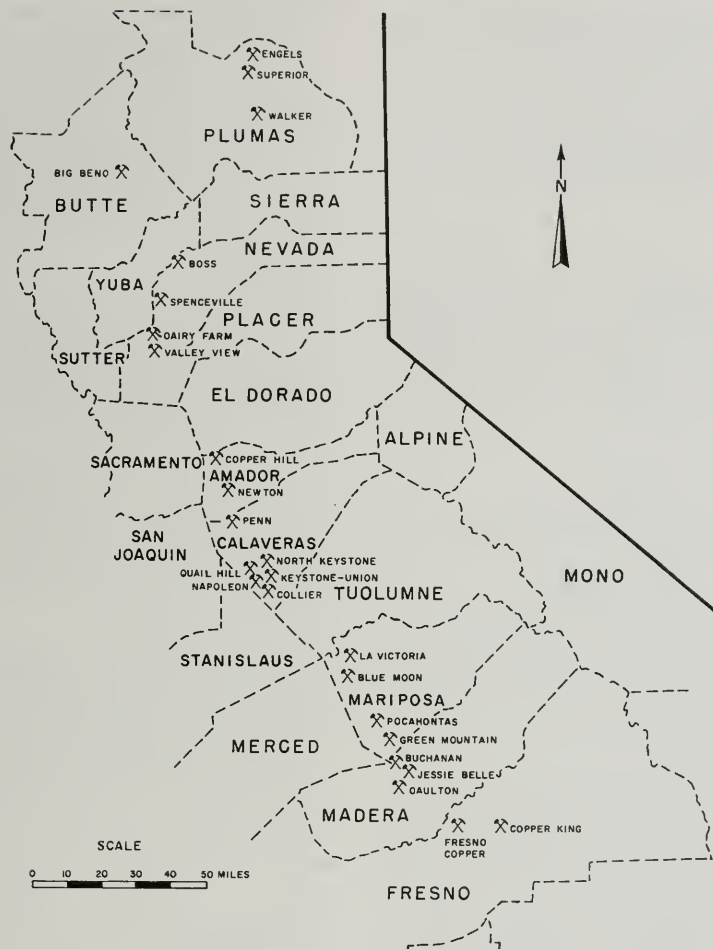 ENGELS
SUPERIOR
WALKER
PLUMAS
BIG BENO
BUTTE
SIERRA
N
NEVADA
BOSS
YUBA
SPENCEVILLE
PLACER
OAIRY FARM
SUTTER
VALLEY VIEW
EL DORADO
ALPINE
SACRAMENTO
COPPER HILL
AMADOR
NEWTON
PENN
SAN
JOAQUIN
CALAVERAS
NORTH KEYSTONE
QUAIL HILL
KEYSTONE-UNION
NAPOLEON
COLLIER
MONO
TUOLUMNE
STANISLAUS
LA VICTORIA
BLUE MOON
MARIPOSA
POCAHONTAS
GREEN MOUNTAIN
MERCED
BUCHANAN
JESSIE BELLE
OAULTON
MADERA
FRESNO
COPPER
COPPER KING
SCALE
0 10 20 30 40 50 MILES
FRESNO